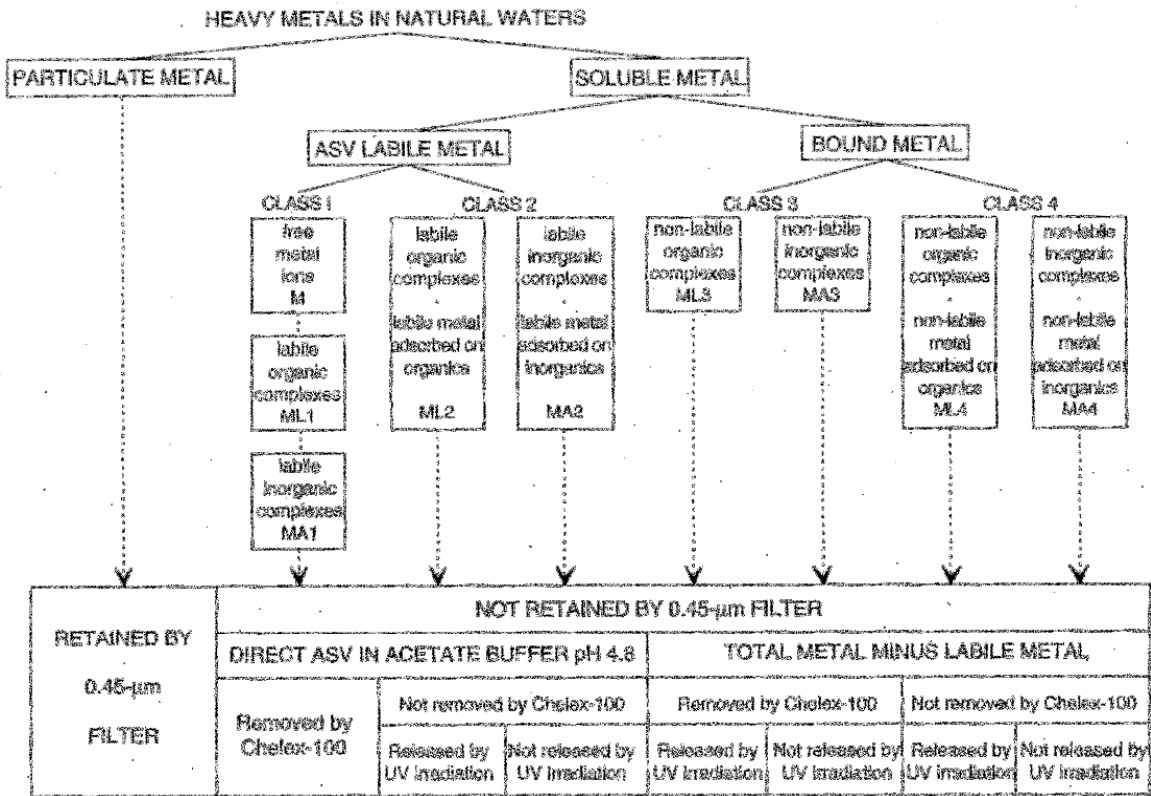 HEAVY METALS IN NATURAL WATERS
PARTICULATE METAL
SOLUBLE METAL
ASV LABILE METAL
BOUND METAL
CLASS I
free
metal
ions
M
labile
organic
complexes
ML1
labile
inorganic
complexes
MA1
CLASS 2
labile
organic
complexes
labile metal
adsorbed on
organics
ML2
labile
inorganic
complexes
labile metal
adsorbed on
inorganics
MA2
CLASS 3
non-labile
organic
complexes
ML3
non-labile
inorganic
complexes
MA3
CLASS 4
non-labile
organic
complexes
non-labile
metal
adsorbed on
organics
ML4
non-labile
inorganic
complexes
non-labile
metal
adsorbed on
inorganics
MA4
RETAINED BY
0.45-μm
FILTER
NOT RETAINED BY 0.45-μm FILTER
DIRECT ASV IN ACETATE BUFFER pH 4.8
TOTAL METAL MINUS LABILE METAL
Removed by
Chelex-100
Not removed by Chelex-100
Removed by Chelex-100
Not removed by Chelex-100
Released by
UV irradiation
Not released by
UV irradiation
Released by
UV irradiation
Not released by
UV irradiation
Released by
UV irradiation
Not released by
UV irradiation